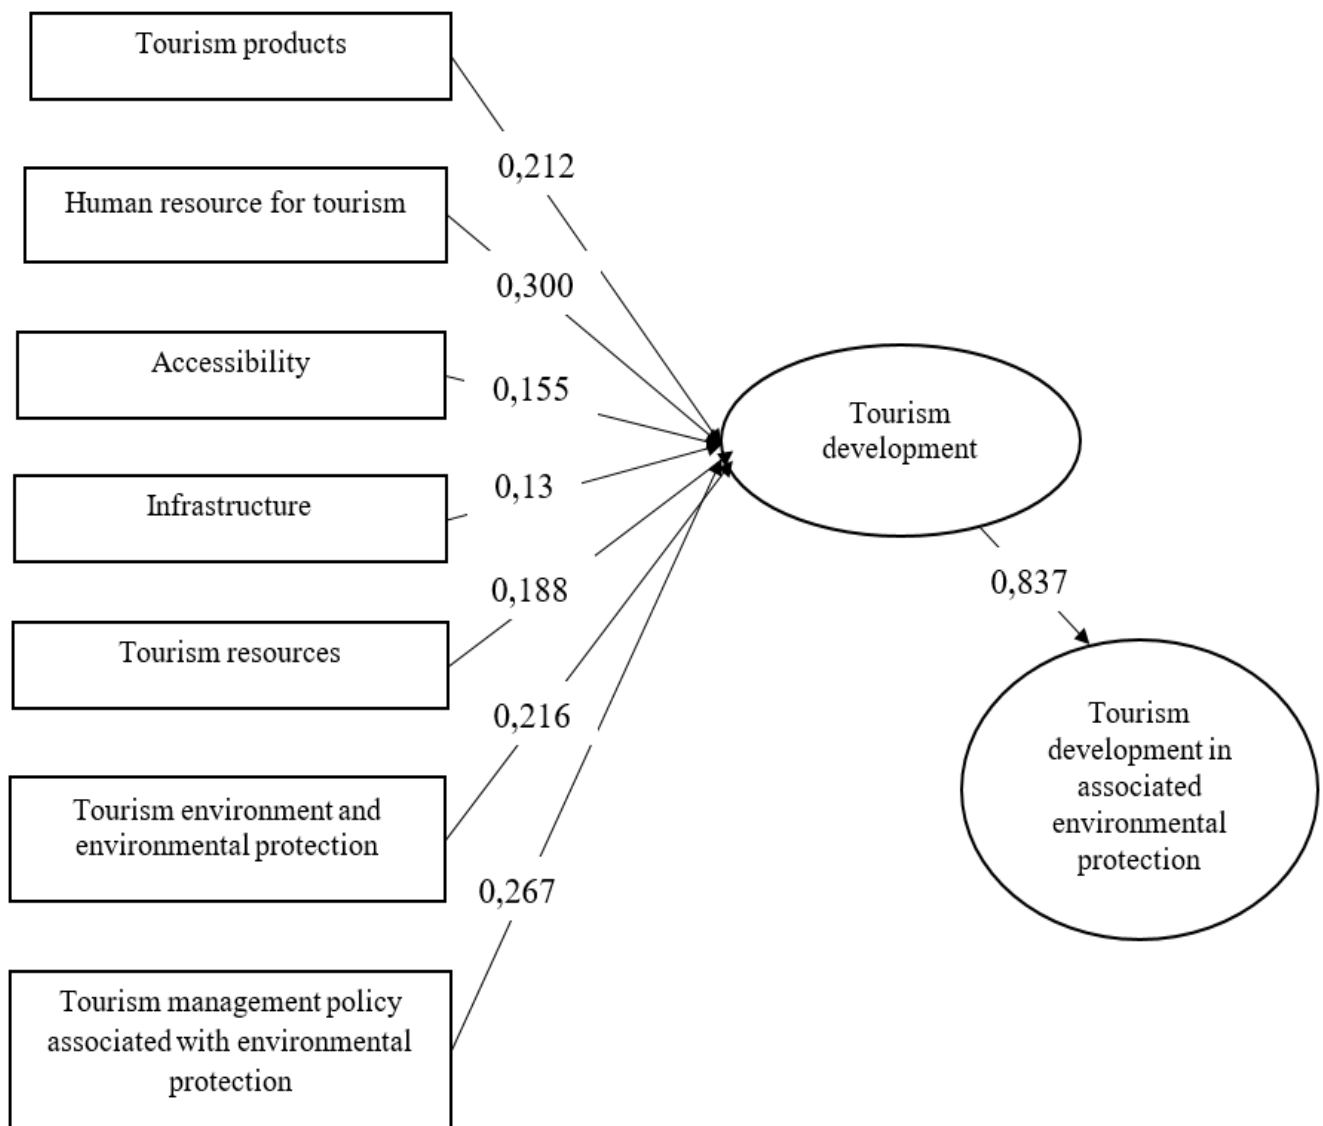 Tourism products
0,212
Human resource for tourism
0,300
Accessibility
0,155
Infrastructure
0,13
Tourism resources
0,188
Tourism environment and
environmental protection
0,216
Tourism management policy
associated with environmental
protection
0,267
Tourism
development
0,837
Tourism
development in
associated
environmental
protection